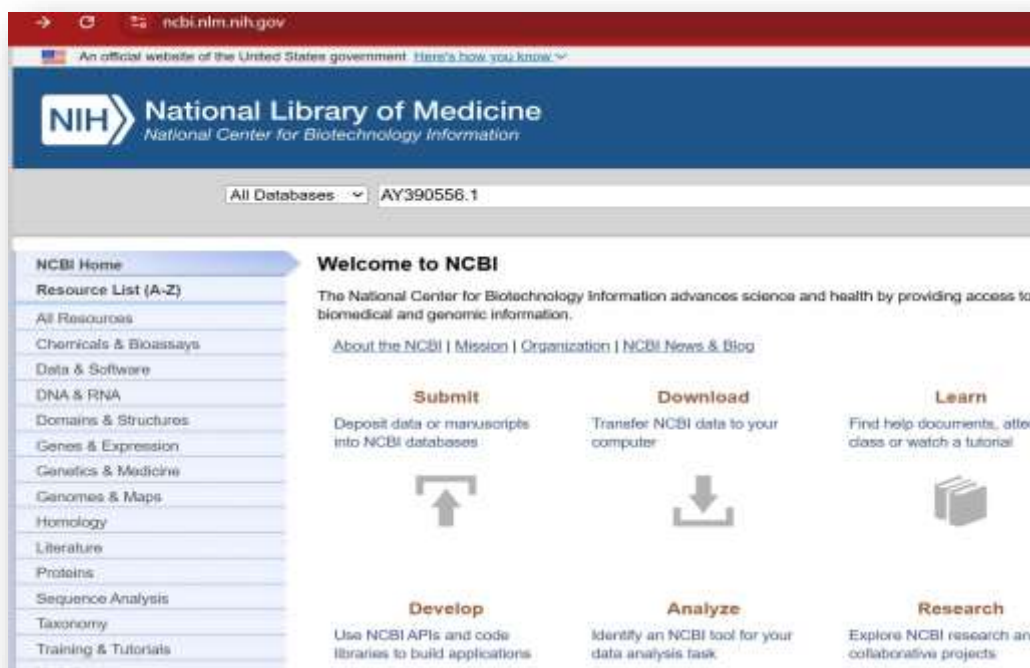 ncbi.nlm.nih.gov
An official website of the United States government Here's how you know
NIH National Library of Medicine
National Center for Biotechnology Information
All Databases AY390556.1
NCBI Home
Resource List (A-Z)
All Resources
Chemicals & Bioassays
Data & Software
DNA & RNA
Domains & Structures
Genes & Expression
Genetics & Medicine
Genomes & Maps
Homology
Literature
Proteins
Sequence Analysis
Taxonomy
Training & Tutorials
Welcome to NCBI
The National Center for Biotechnology Information advances science and health by providing access to
biomedical and genomic information.
About the NCBI | Mission | Organization | NCBI News & Blog
Submit
Deposit data or manuscripts
into NCBI databases
Download
Transfer NCBI data to your
computer
Learn
Find help documents, atte
class or watch a tutorial
Develop
Use NCBI APIs and code
libraries to build applications
Analyze
Identify an NCBI tool for your
data analysis task
Research
Explore NCBI research an
collaborative projects